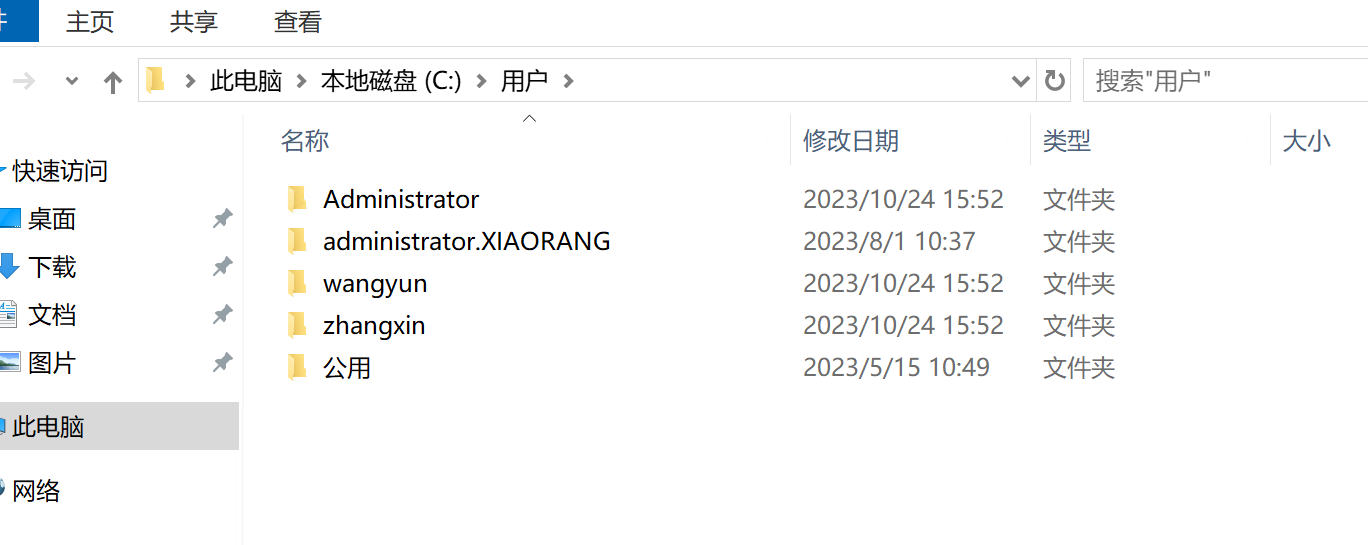 件 主页 共享 查看
此电脑 本地磁盘 (C:) 用户 搜索"用户"
名称 修改日期 类型 大小
快速访问
桌面
下载
文档
图片
此电脑
网络
Administrator 2023/10/24 15:52 文件夹
administrator.XIAORANG 2023/8/1 10:37 文件夹
wangyun 2023/10/24 15:52 文件夹
zhangxin 2023/10/24 15:52 文件夹
公用 2023/5/15 10:49 文件夹